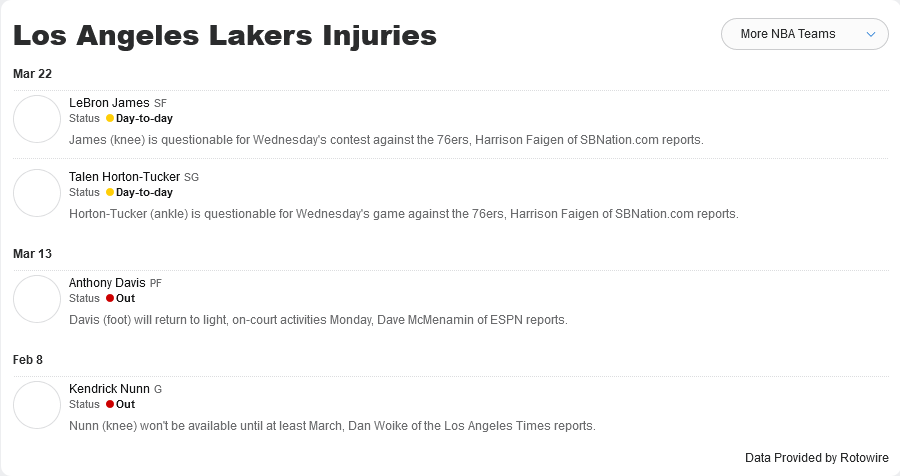 Los Angeles Lakers Injuries
More NBA Teams
Mar 22
LeBron James SF
Status Day-to-day
James (knee) is questionable for Wednesday's contest against the 76ers, Harrison Faigen of SBNation.com reports.
Talen Horton-Tucker SG
Status Day-to-day
Horton-Tucker (ankle) is questionable for Wednesday's game against the 76ers, Harrison Faigen of SBNation.com reports.
Mar 13
Anthony Davis PF
Status Out
Davis (foot) will return to light, on-court activities Monday, Dave McMenamin of ESPN reports.
Feb 8
Kendrick Nunn G
Status Out
Nunn (knee) won't be available until at least March, Dan Woike of the Los Angeles Times reports.
Data Provided by Rotowire